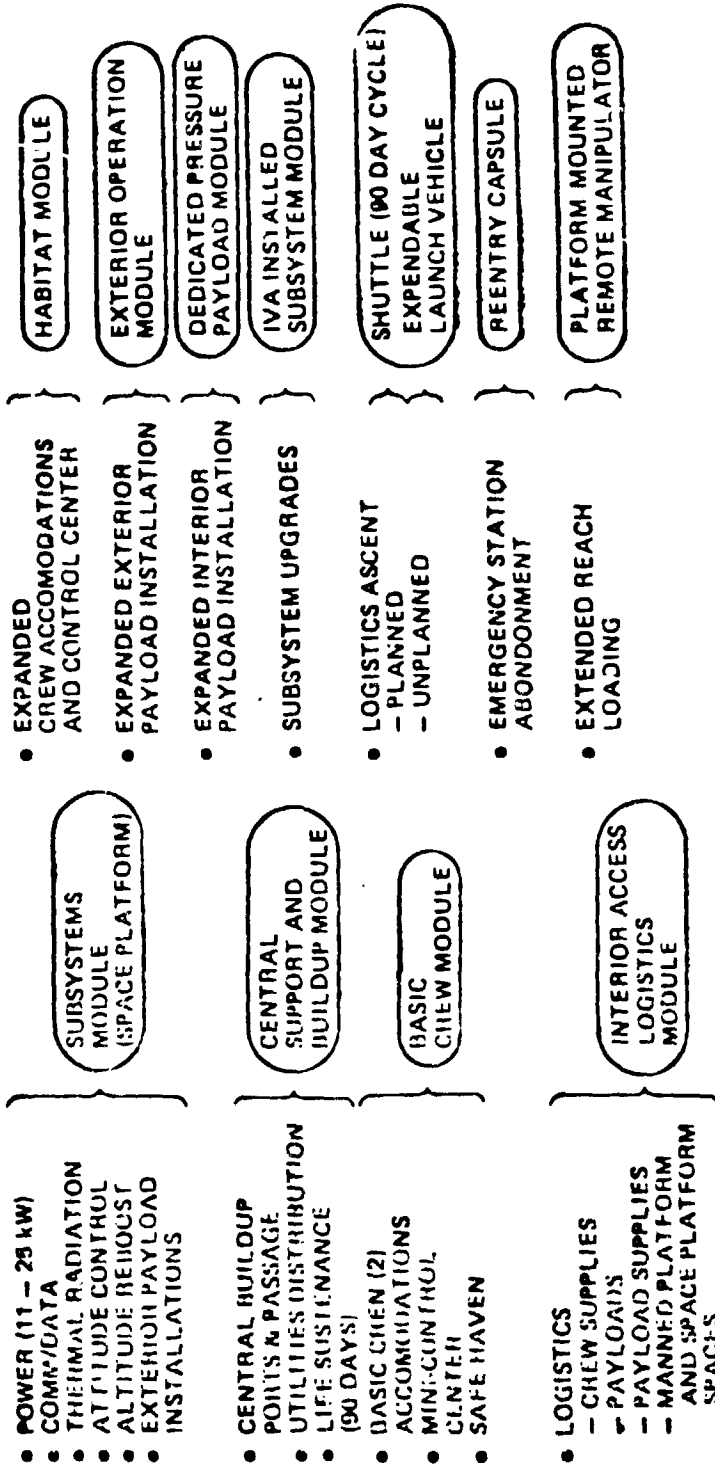 • POWER (11 – 25 kW)
• COMM/DATA
• THERMAL RADIATION
• ATTITUDE CONTROL
• ALTITUDE REBOOST
• EXTERIOR PAYLOAD
INSTALLATIONS
SUBSYSTEMS
MODULE
(SPACE PLATFORM)
• CENTRAL BUILDUP
PORTS & PASSAGE
• UTILITIES DISTRIBUTION
• LIFE SUSTENANCE
(90 DAYS)
CENTRAL
SUPPORT AND
BUILDUP MODULE
• BASIC CREW (2)
ACCOMODATIONS
• MINI-CONTROL
CENTER
• SAFE HAVEN
BASIC
CREW MODULE
• LOGISTICS
– CREW SUPPLIES
– PAYLOADS
– PAYLOAD SUPPLIES
– MANNED PLATFORM
AND SPACE PLATFORM
SPACES
INTERIOR ACCESS
LOGISTICS
MODULE
• EXPANDED
CREW ACCOMODATIONS
AND CONTROL CENTER
HABITAT MODULE
• EXPANDED EXTERIOR
PAYLOAD INSTALLATION
EXTERIOR OPERATION
MODULE
• EXPANDED INTERIOR
PAYLOAD INSTALLATION
DEDICATED PRESSURE
PAYLOAD MODULE
• SUBSYSTEM UPGRADES
IVA INSTALLED
SUBSYSTEM MODULE
• LOGISTICS ASCENT
– PLANNED
– UNPLANNED
SHUTTLE (90 DAY CYCLE)
EXPENDABLE
LAUNCH VEHICLE
• EMERGENCY STATION
ABONDONMENT
REENTRY CAPSULE
• EXTENDED REACH
LOADING
PLATFORM MOUNTED
REMOTE MANIPULATOR